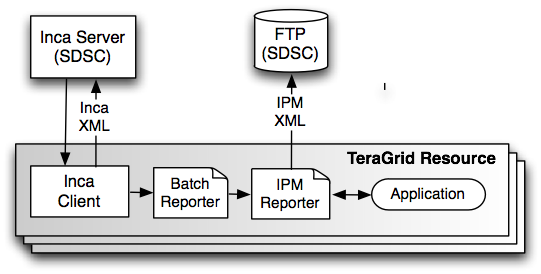 Inca Server
(SDSC)
FTP
(SDSC)
Inca
XML
IPM
XML
TeraGrid Resource
Inca
Client
Batch
Reporter
IPM
Reporter
Application